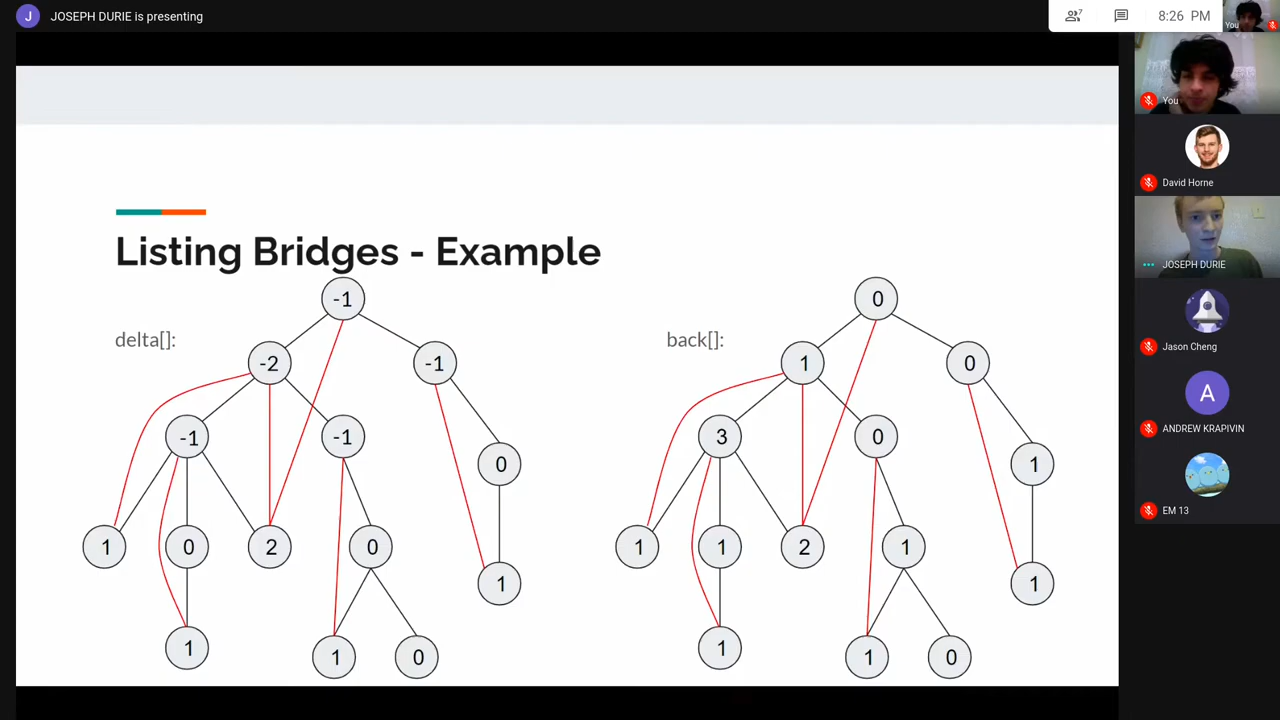 J JOSEPH DURIE is presenting
7
8:26 PM
You
You
David Horne
JOSEPH DURIE
Jason Cheng
A
ANDREW KRAPIVIN
EM 13
Listing Bridges - Example
delta[]:
-1
-2 -1
-1 -1 0
1 0 2 0 1
1 1 0
back[]:
0
1 0
3 0 1
1 1 2 1 1
1 1 0